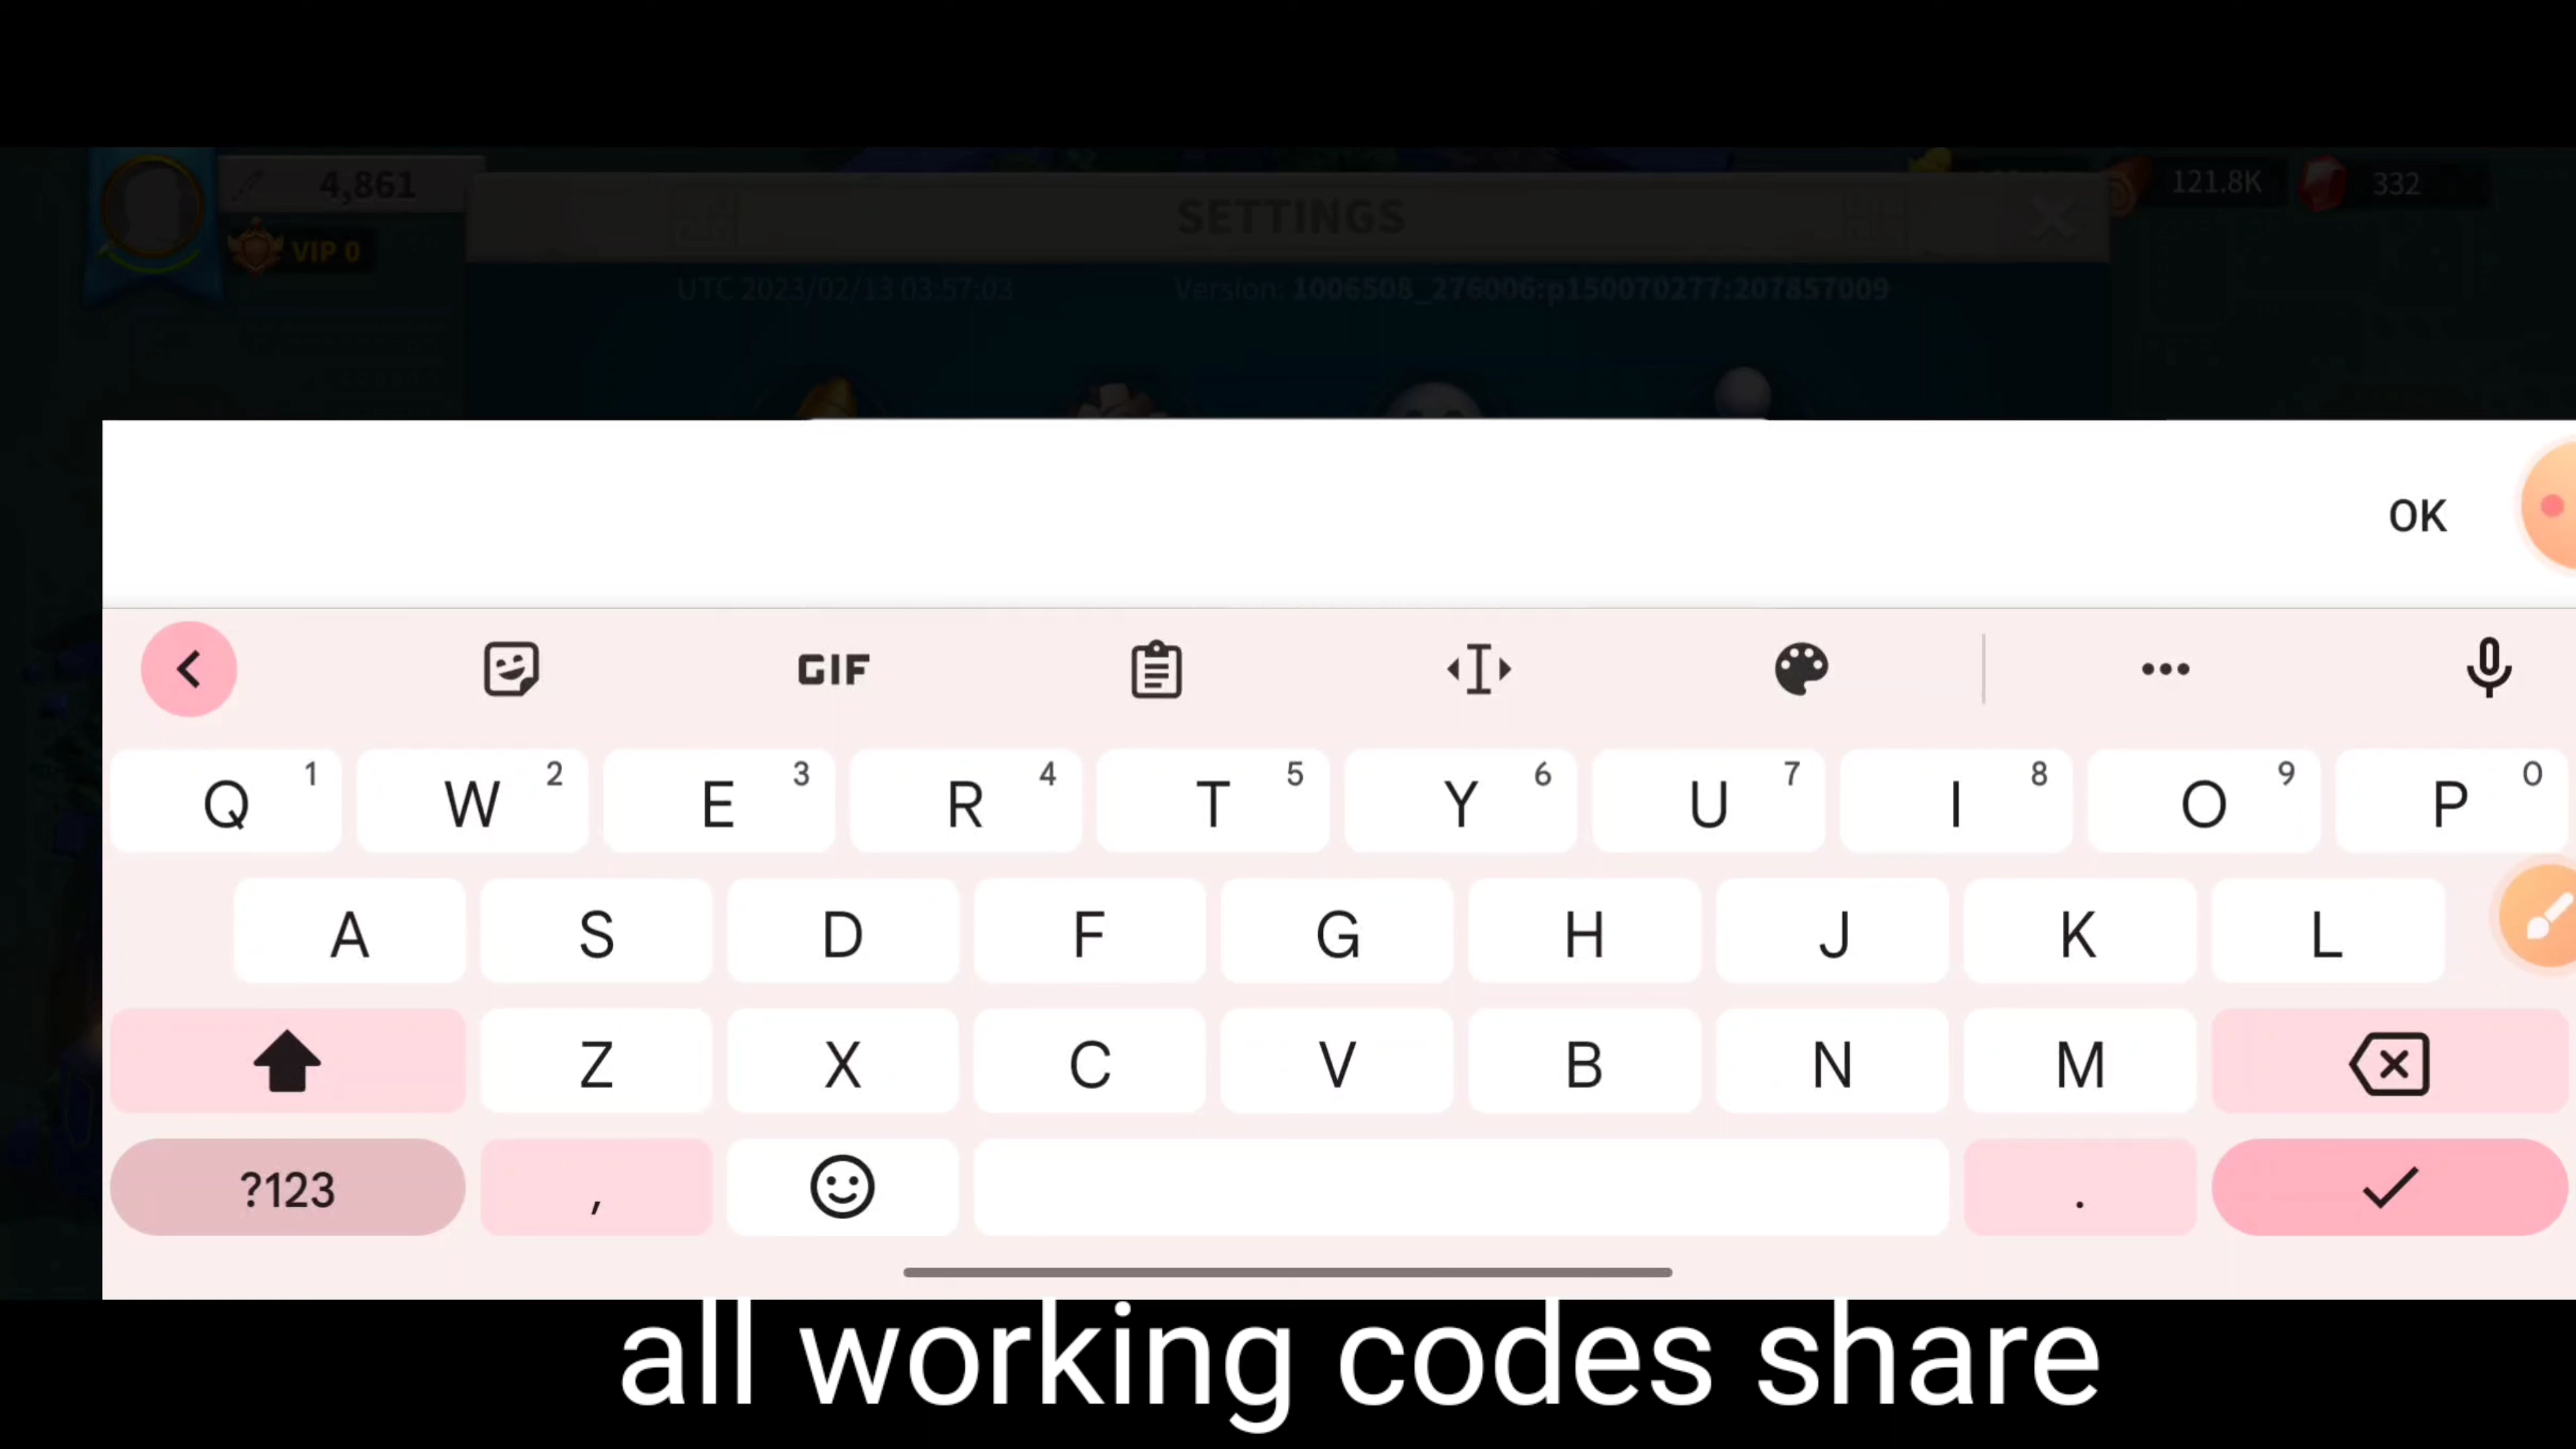 4,861
121.8K
332
SETTINGS
VIP 0
UTC 2023/02/13 03:57:03
Version: 1006508_276006:p150070277:207857009
OK
GIF
Q 1 W 2 E 3 R 4 T 5 Y 6 U 7 I 8 O 9 P 0
A S D F G H J K L
Z X C V B N M
?123 , .
all working codes share